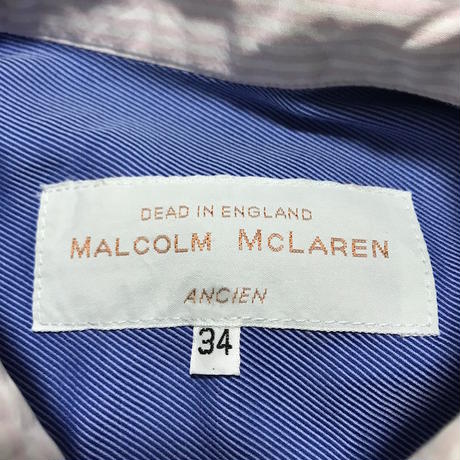 DEAD IN ENGLAND
MALCOLM McLAREN
ANCIEN
34